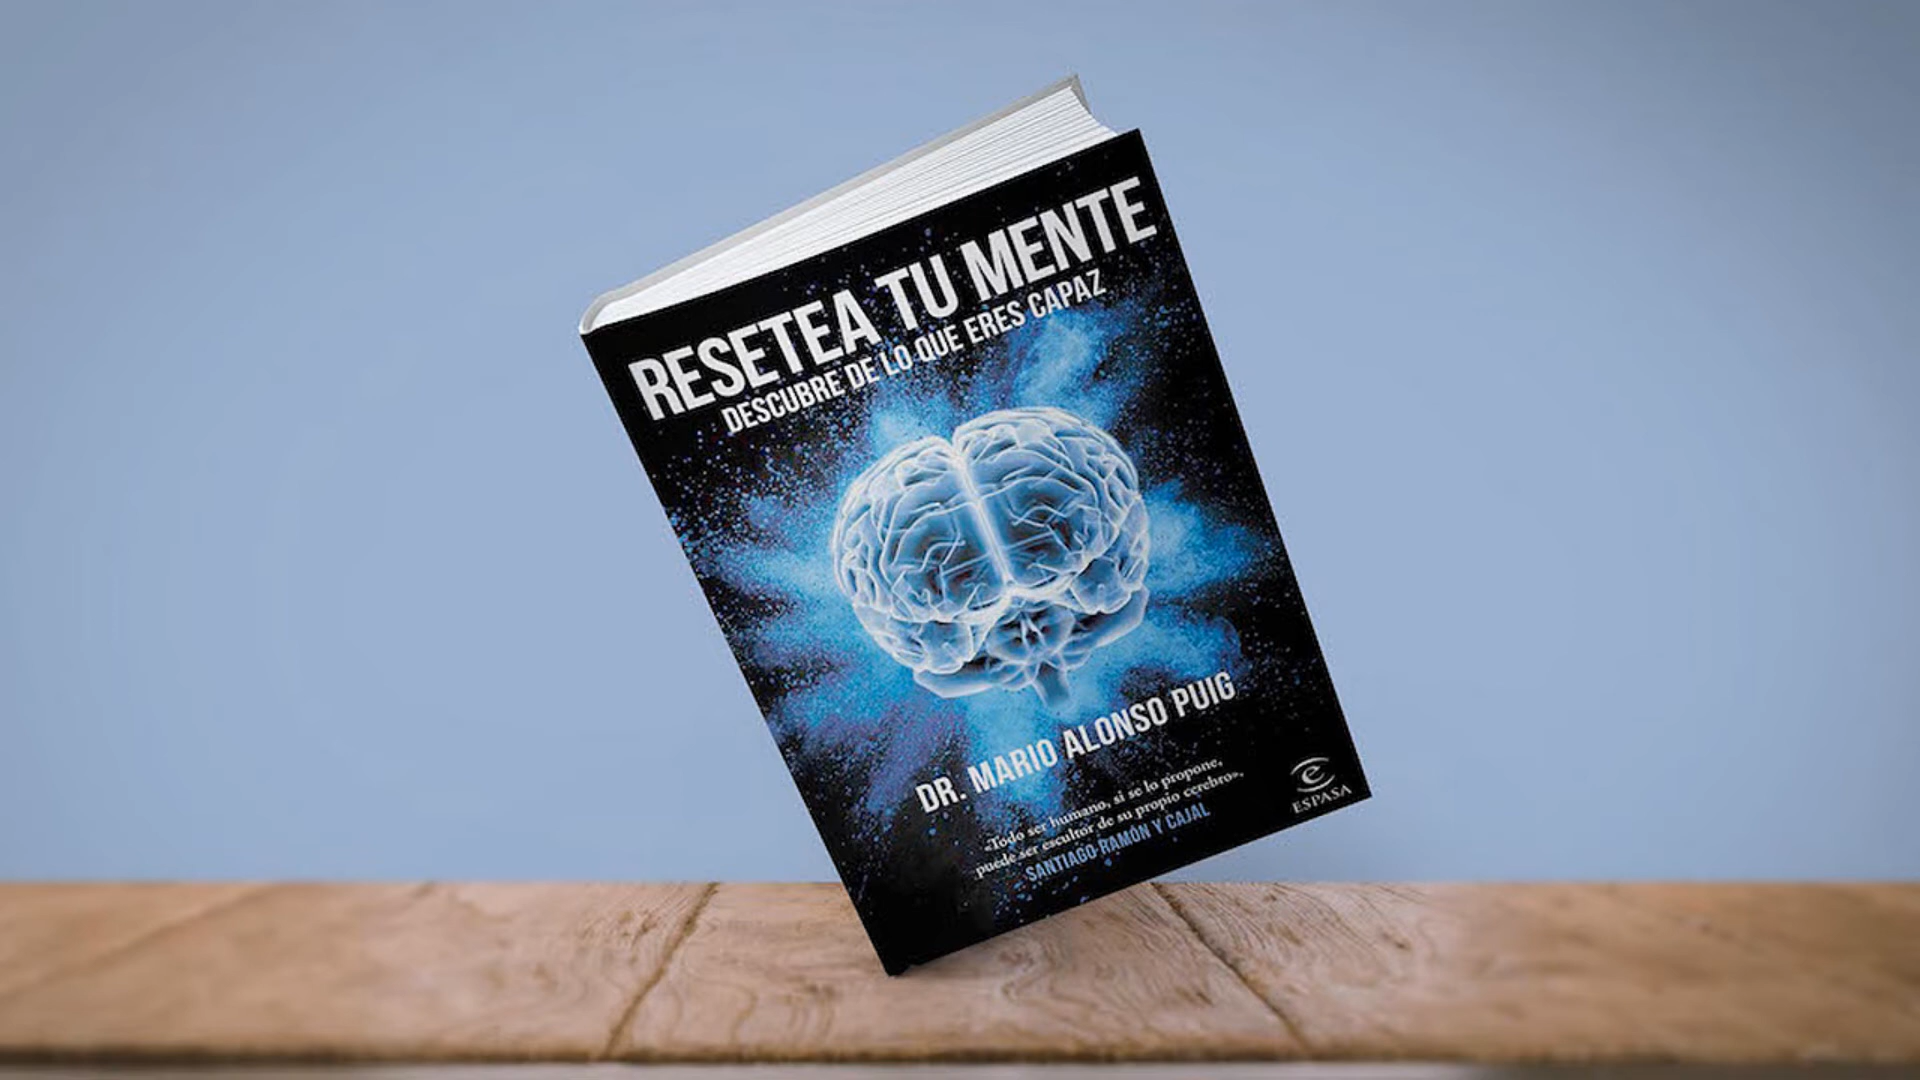 RESETEA TU MENTE
DESCUBRE DE LO QUE ERES CAPAZ
DR. MARIO ALONSO PUIG
«Todo ser humano, si se lo propone,
puede ser escultor de su propio cerebro».
SANTIAGO RAMÓN Y CAJAL
e
ESPASA